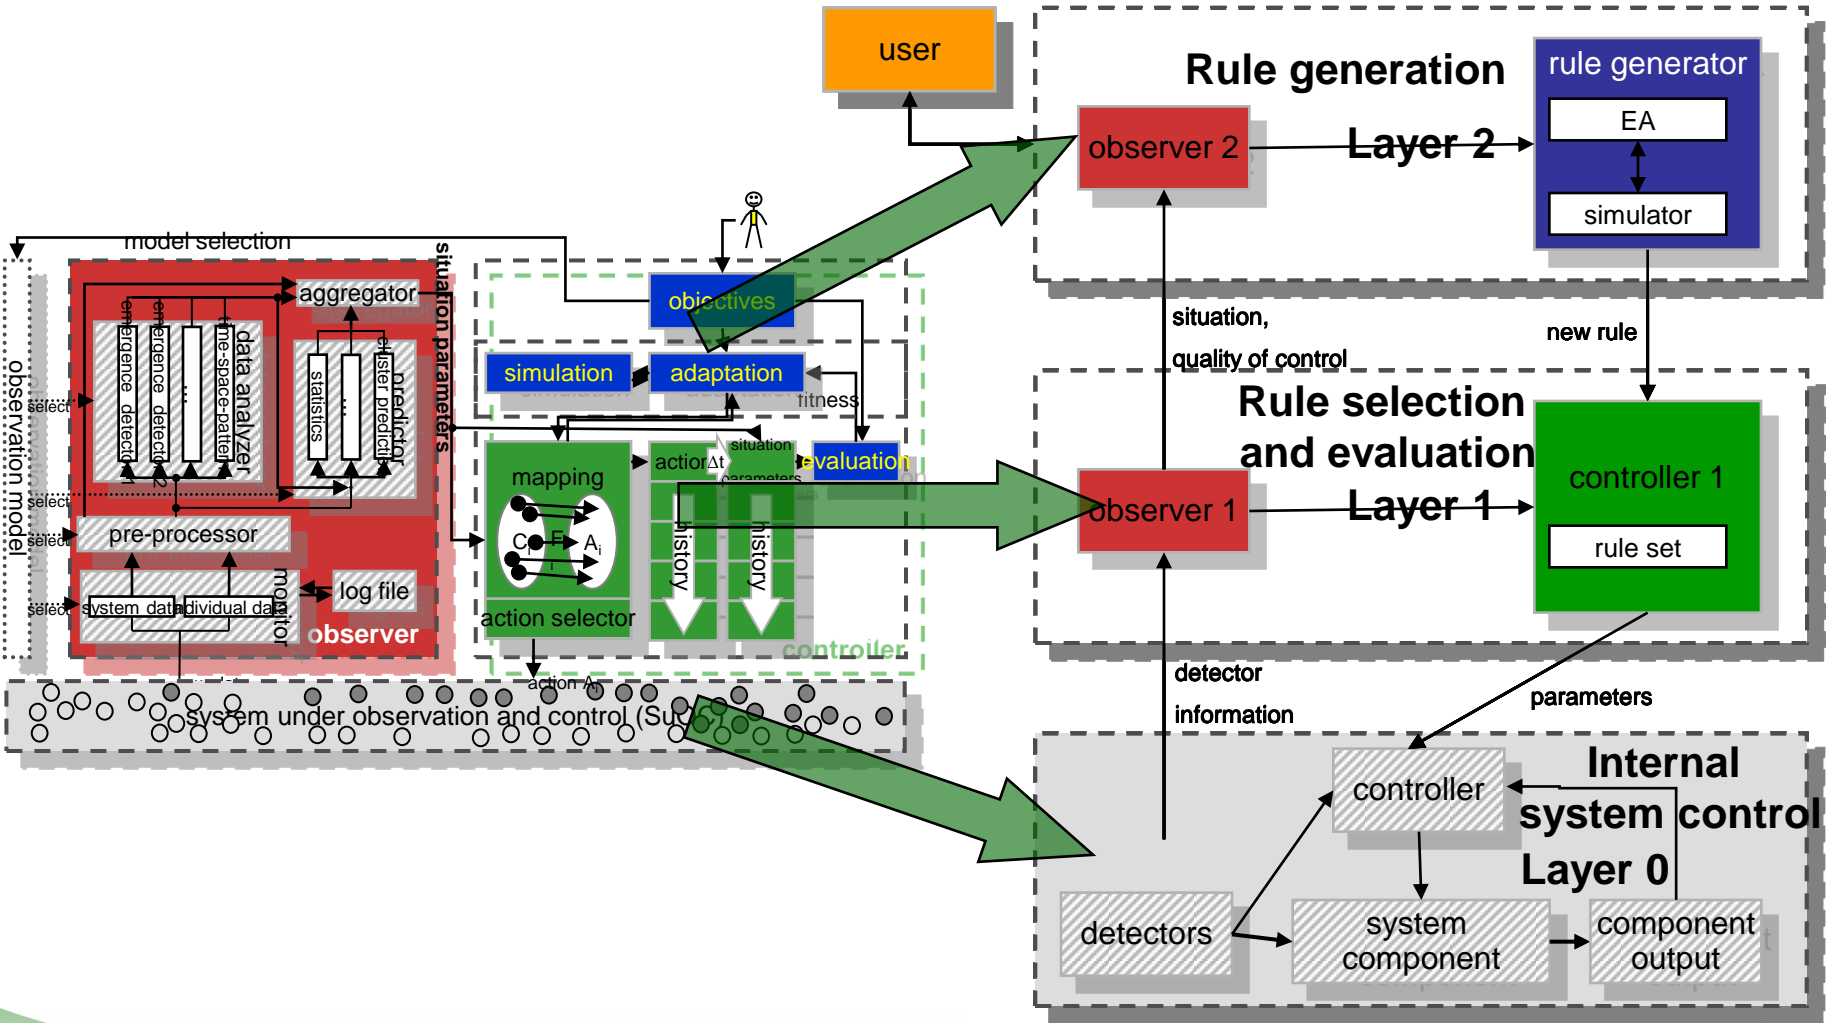 user
Rule generation
rule generator
EA
observer 2
Layer 2
simulator
model selection
situation parameters
aggregator
objectives
situation,
quality of control
new rule
observation model
emergence detector 1
emergence detector 2
...
time-space-pattern
data analyzer
statistics
...
cluster prediction
predictor
simulation
adaptation
fitness
select
select
select
select
Rule selection
and evaluation
mapping
action
Δt
situation
parameters
evaluation
controller 1
Layer 1
observer 1
rule set
pre-processor
history
history
system data
individual data
monitor
log file
observer
action selector
controller
action A
system under observation and control (SuOC)
detector
information
parameters
controller
Internal
system control
Layer 0
detectors
system
component
component
output